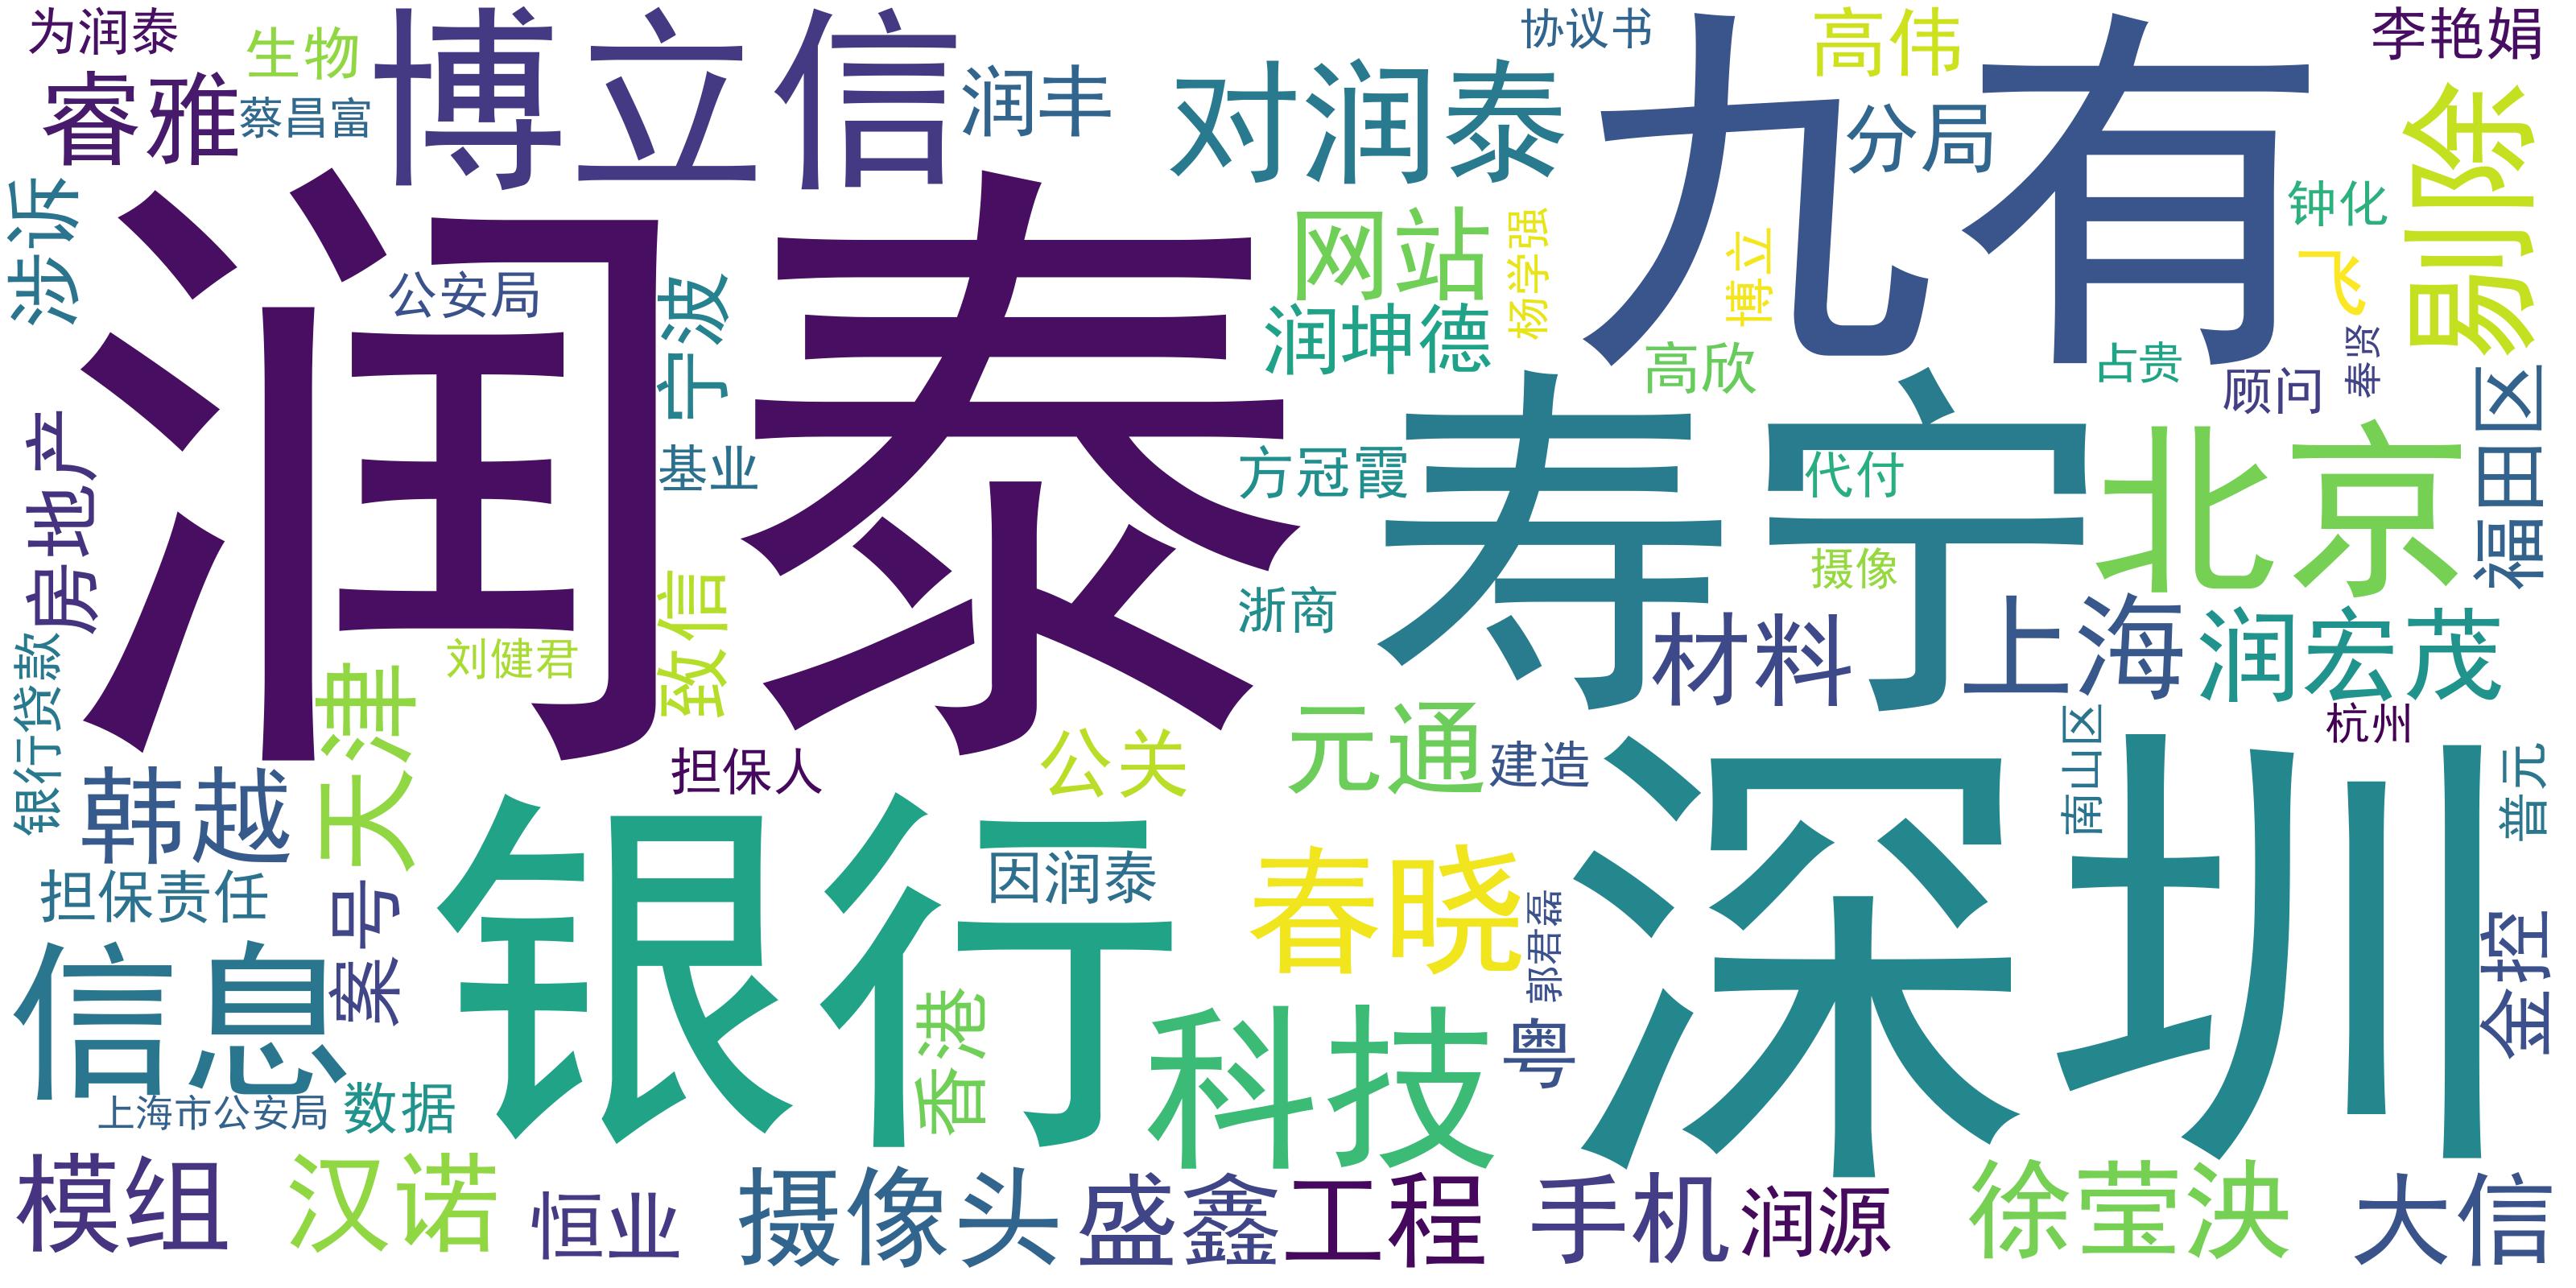 为润泰
生物
博立信
协议书
高伟
李艳娟
睿雅
蔡昌富
润丰
对润泰
九有
分局
剔除
涉诉
润泰
公安局
宁波
网站
杨学强
博立
钟化
飞
润坤德
高欣
占贵
顾问
奉贤
福田区
房地产
基业
方冠霞
寿宁
代付
北京
浙商
摄像
材料
上海
润宏茂
银行贷款
天津
刘健君
致信
担保人
公关
元通
建造
深圳
南山区
杭州
普元
韩越
银行
因润泰
春晓
担保责任
案号
郭君磊
金控
信息
香港
科技
粤
上海市公安局
数据
模组
汉诺
恒业
摄像头
盛鑫
工程
手机
润源
徐莹泱
大信